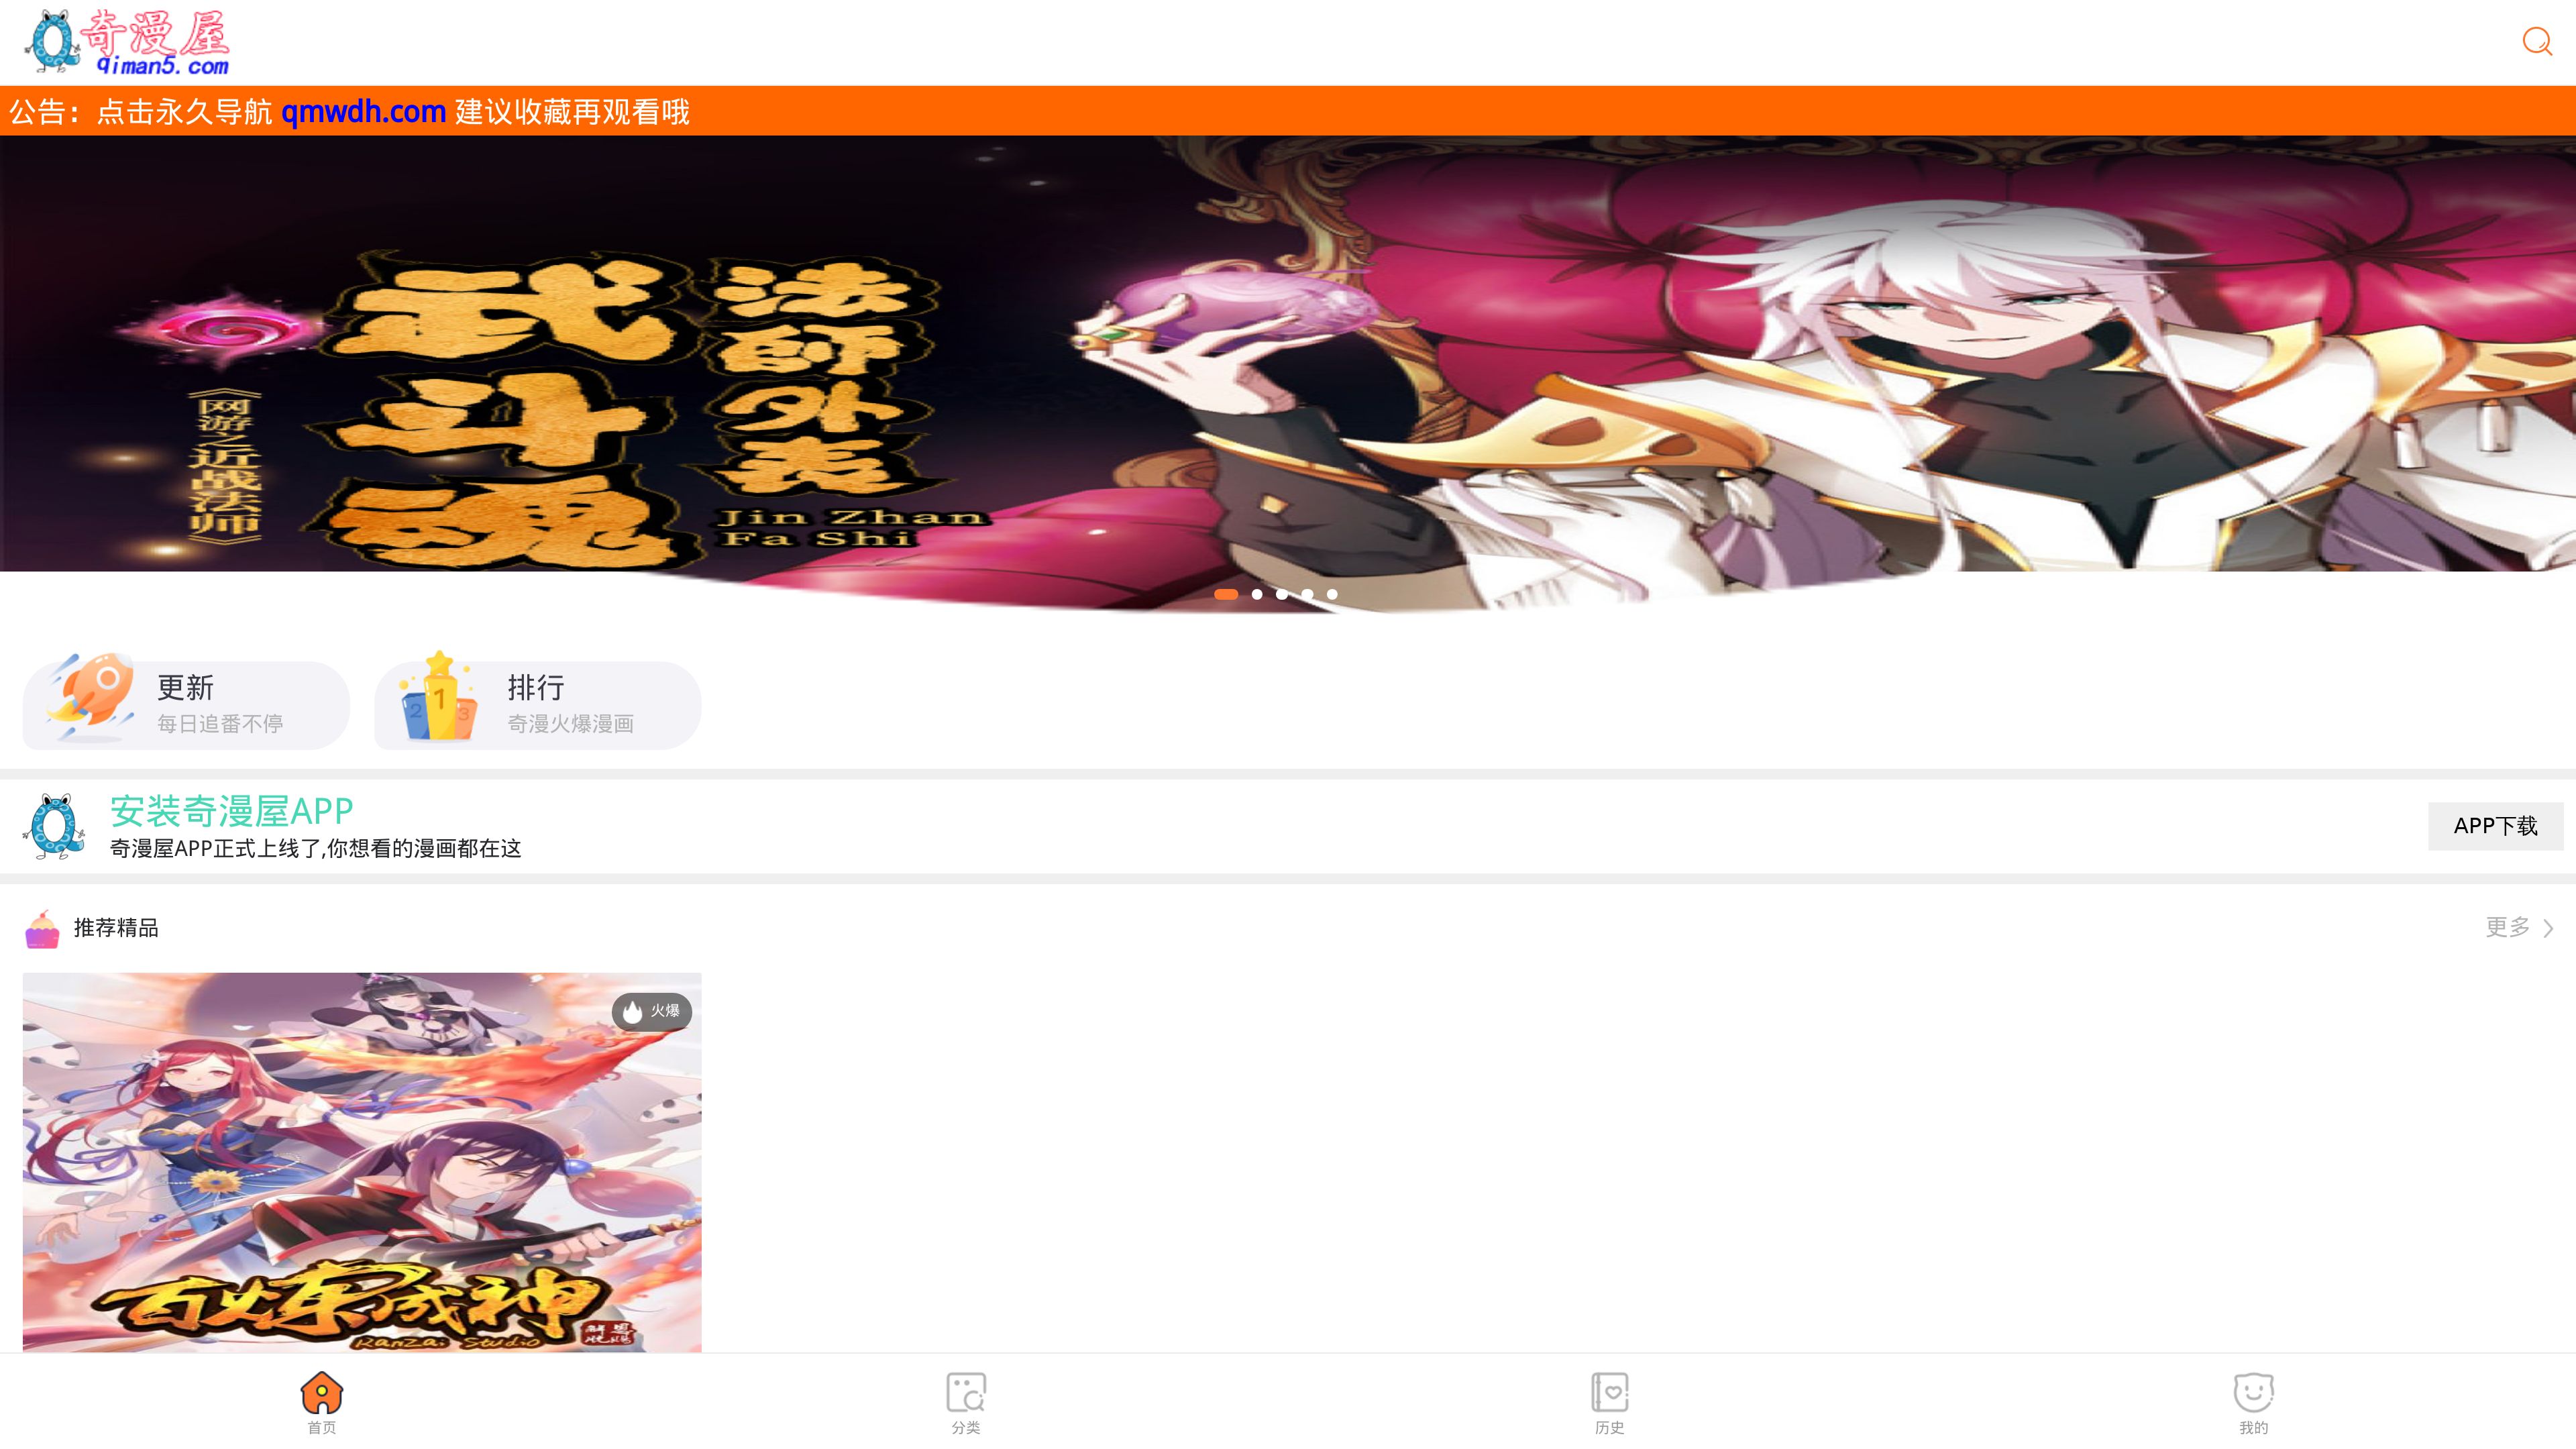 奇漫屋
qiman5.com
公告：点击永久导航 qmwdh.com 建议收藏再观看哦
武斗魂
法師外表
《网游之近战法师》
Jin Zhan
Fa Shi
更新
每日追番不停
1
2
3
排行
奇漫火爆漫画
安装奇漫屋APP
奇漫屋APP正式上线了,你想看的漫画都在这
APP下载
推荐精品
更多
火爆
百炼成神
RanZai Studio
首页
分类
历史
我的